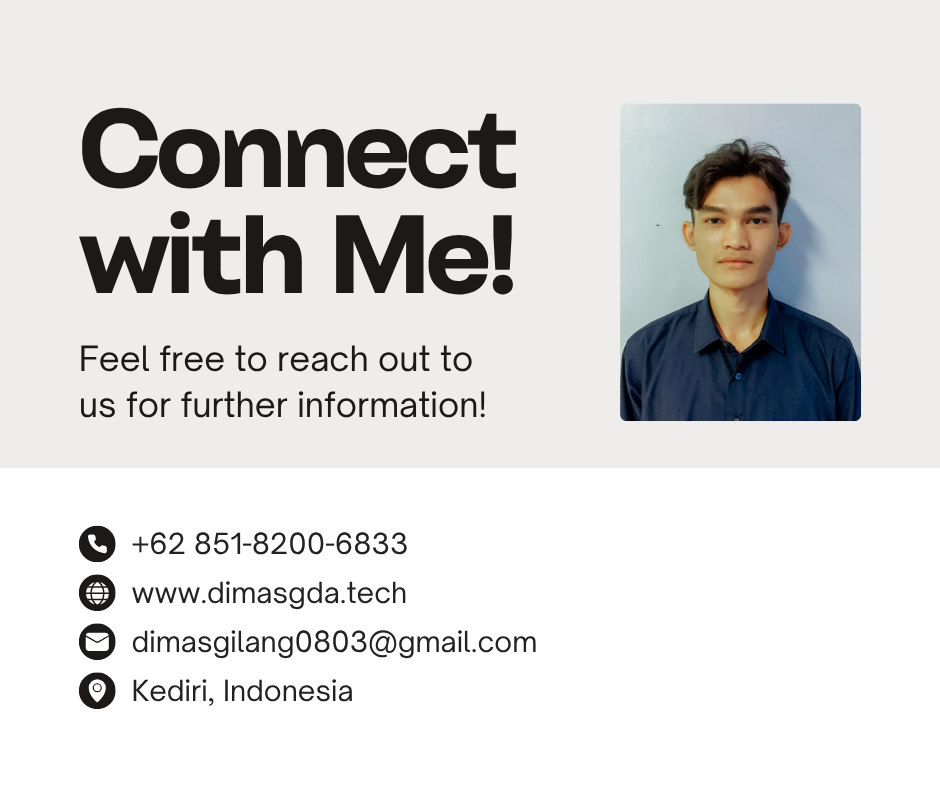 Connect
with Me!
Feel free to reach out to
us for further information!
+62 851-8200-6833
www.dimasgda.tech
dimasgilang0803@gmail.com
Kediri, Indonesia